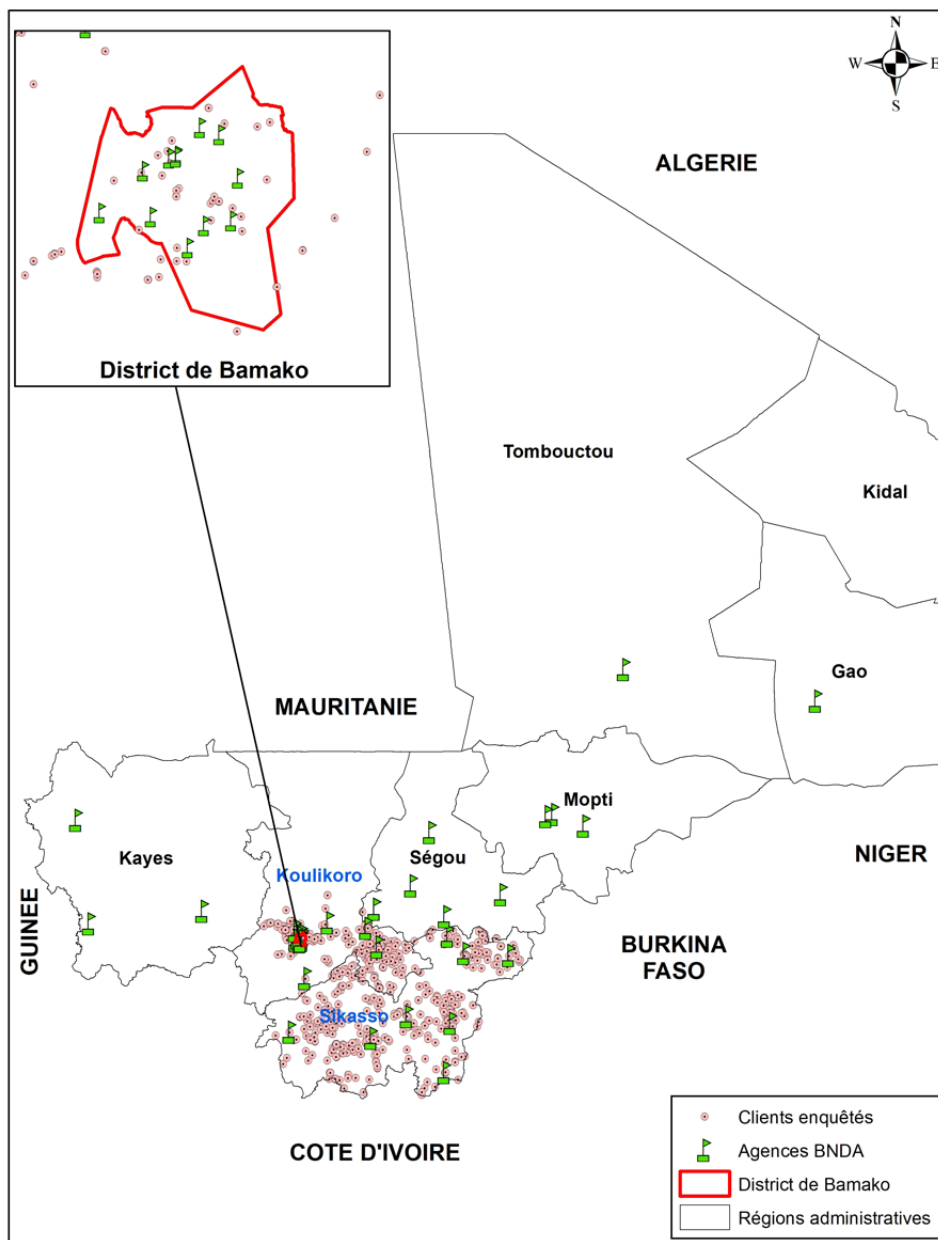 N
W E
S
ALGERIE
District de Bamako
Tombouctou
Kidal
Gao
MAURITANIE
Mopti
Kayes
Ségou
NIGER
Koulikoro
GUINEE
BURKINA
FASO
Sikasso
COTE D'IVOIRE
Clients enquêtés
Agences BNDA
District de Bamako
Régions administratives